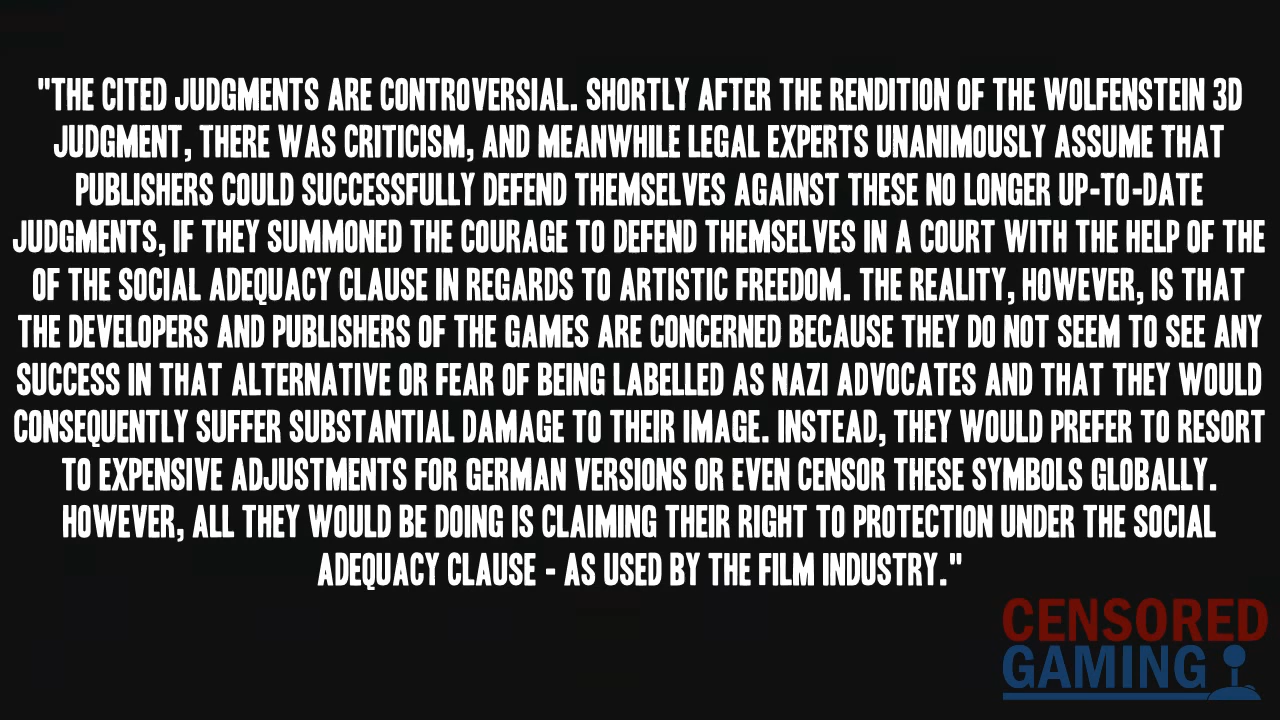 "THE CITED JUDGMENTS ARE CONTROVERSIAL. SHORTLY AFTER THE RENDITION OF THE WOLFENSTEIN 3D
JUDGMENT, THERE WAS CRITICISM, AND MEANWHILE LEGAL EXPERTS UNANIMOUSLY ASSUME THAT
PUBLISHERS COULD SUCCESSFULLY DEFEND THEMSELVES AGAINST THESE NO LONGER UP-TO-DATE
JUDGMENTS, IF THEY SUMMONED THE COURAGE TO DEFEND THEMSELVES IN A COURT WITH THE HELP OF THE
OF THE SOCIAL ADEQUACY CLAUSE IN REGARDS TO ARTISTIC FREEDOM. THE REALITY, HOWEVER, IS THAT
THE DEVELOPERS AND PUBLISHERS OF THE GAMES ARE CONCERNED BECAUSE THEY DO NOT SEEM TO SEE ANY
SUCCESS IN THAT ALTERNATIVE OR FEAR OF BEING LABELLED AS NAZI ADVOCATES AND THAT THEY WOULD
CONSEQUENTLY SUFFER SUBSTANTIAL DAMAGE TO THEIR IMAGE. INSTEAD, THEY WOULD PREFER TO RESORT
TO EXPENSIVE ADJUSTMENTS FOR GERMAN VERSIONS OR EVEN CENSOR THESE SYMBOLS GLOBALLY.
HOWEVER, ALL THEY WOULD BE DOING IS CLAIMING THEIR RIGHT TO PROTECTION UNDER THE SOCIAL
ADEQUACY CLAUSE - AS USED BY THE FILM INDUSTRY."
CENSORED
GAMING